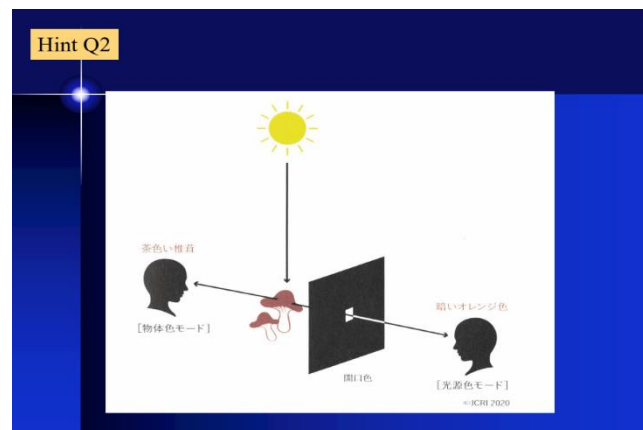 Hint Q2
茶色い椎茸
[物体色モード]
暗いオレンジ色
開口色
[光源色モード]
©JCRI 2020